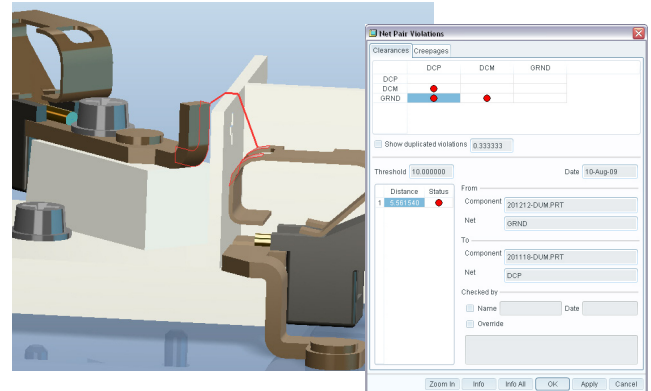 Net Pair Violations
Clearances Creepages
DCP DCM GRND
DCP
DCM
GRND
Show duplicated violations 0.333333
Threshold 10.000000 Date 10-Aug-09
Distance Status
1 5.581540
From
Component 201212-DUM.PRT
Net GRND
To
Component 201118-DUM.PRT
Net DCP
Checked by
Name Date
Override
Zoom In Info Info All OK Apply Cancel